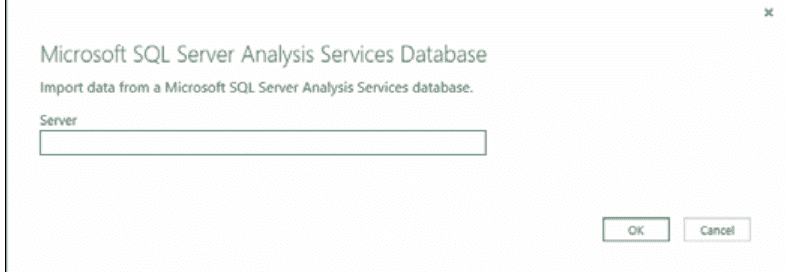 Microsoft SQL Server Analysis Services Database
Import data from a Microsoft SQL Server Analysis Services database.
Server
OK
Cancel